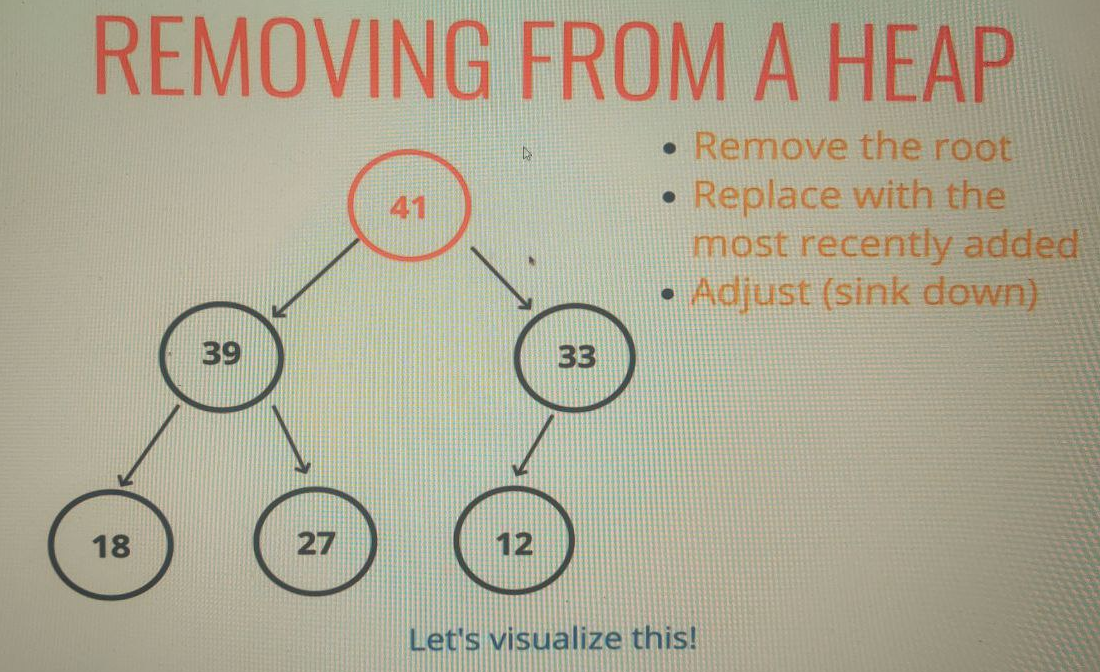 REMOVING FROM A HEAP
• Remove the root
• Replace with the
most recently added
• Adjust (sink down)
41
39
33
18
27
12
Let's visualize this!